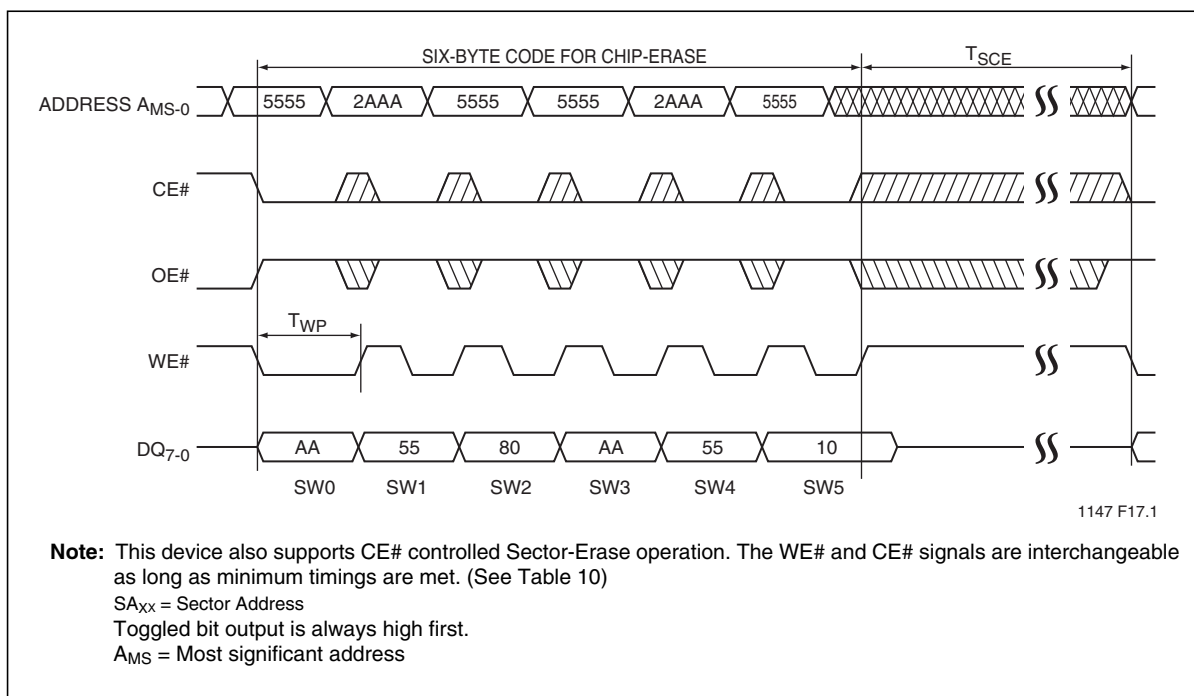 SIX-BYTE CODE FOR CHIP-ERASE
TSCE
ADDRESS AMS-0
5555 2AAA 5555 5555 2AAA 5555
CE#
OE#
TWP
WE#
DQ7-0
AA 55 80 AA 55 10
SW0 SW1 SW2 SW3 SW4 SW5
1147 F17.1
Note: This device also supports CE# controlled Sector-Erase operation. The WE# and CE# signals are interchangeable
as long as minimum timings are met. (See Table 10)
SAXX = Sector Address
Toggled bit output is always high first.
AMS = Most significant address